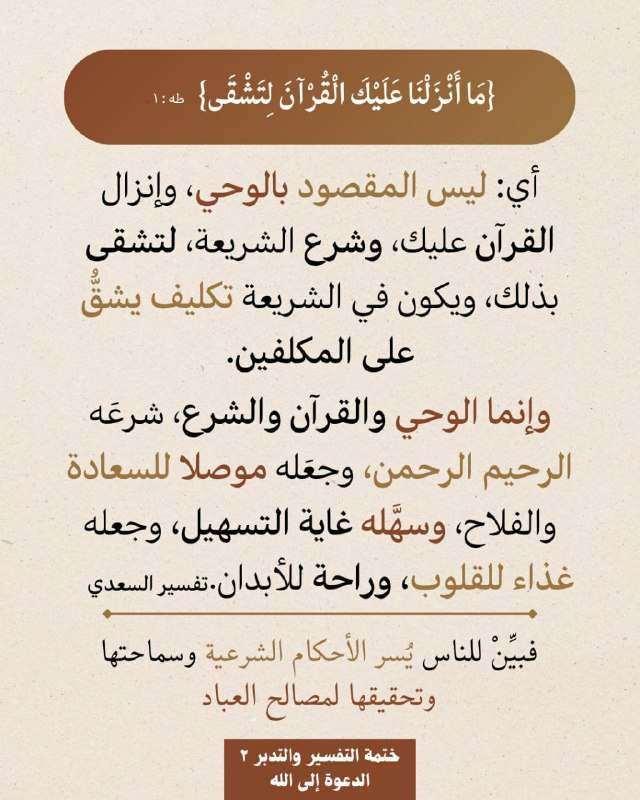 {مَا أَنْزَلْنَا عَلَيْكَ الْقُرْآنَ لِتَشْقَى} طه :١
أي: ليس المقصود بالوحي، وإنزال
القرآن عليك، وشرع الشريعة، لتشقى
بذلك، ويكون في الشريعة تكليف يشقُّ
على المكلفين.
وإنما الوحي والقرآن والشرع، شرعَه
الرحيم الرحمن، وجعَله موصلا للسعادة
والفلاح، وسهَّله غاية التسهيل، وجعله
غذاء للقلوب، وراحة للأبدان. تفسير السعدي
فبيِّنْ للناس يُسر الأحكام الشرعية وسماحتها
وتحقيقها لمصالح العباد
ختمة التفسير والتدبر ٢
الدعوة إلى الله